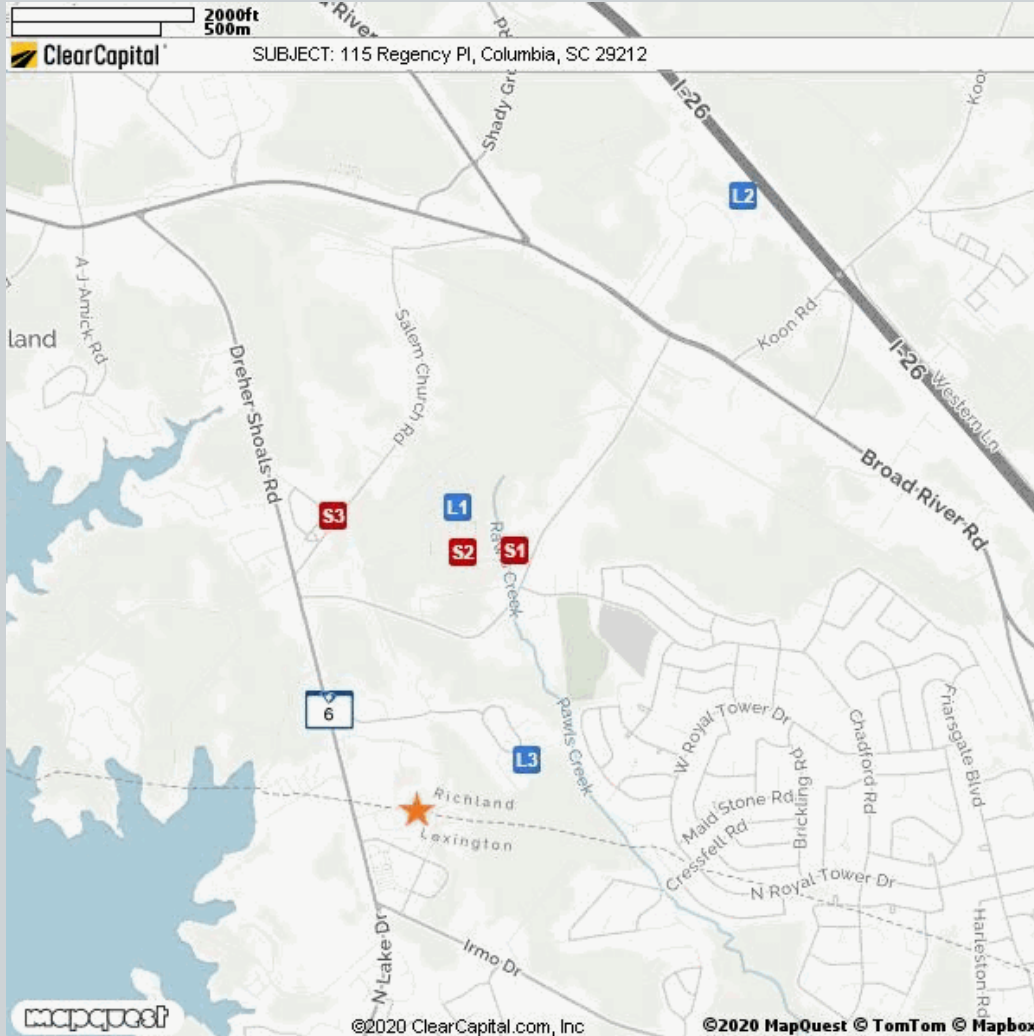 2000ft
500m
ClearCapital
SUBJECT: 115 Regency Pl, Columbia, SC 29212
River
Shady Gro
I-26
Koo
L2
A J Amick Rd
land
Salem Church Rd
Koon Rd
Dreher Shoals Rd
I-26
Western Ln
Broad River Rd
L1
S3
S2
S1
Rawls Creek
6
Rawls Creek
W Royal Tower Dr
Chadford Rd
Friarsgate Blvd
Brickling Rd
L3
Richland
Maid Stone Rd
Lexington
Cressfell Rd
N Royal Tower Dr
N Lake Dr
Irmo Dr
Harleston Rd
mapquest
©2020 ClearCapital.com, Inc
©2020 MapQuest © TomTom © Mapbo